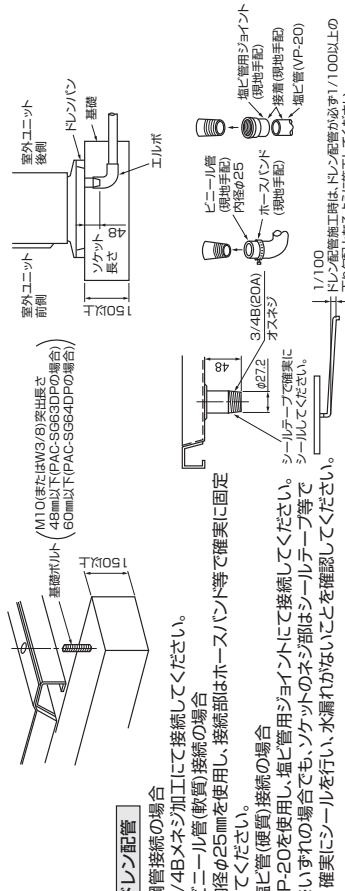 M10(またはW3/8)突出長さ
48mm以下(PAC-SG63DPの場合)
60mm以下(PAC-SG64DPの場合)
基礎ボルト
150以上
室外ユニット
前側
室外ユニット
後側
ドレンパン
基礎
ソケット
長さ
48
150以上
エルボ
ドレン配管
鋼管接続の場合
/4Bメネジ加工にて接続してください。
ビニール管(軟質)接続の場合
内径φ25mmを使用し、接続部はホースバンド等で確実に固定
てください。
塩ビ管(硬質)接続の場合
VP-20を使用し、塩ビ管用ジョイントにて接続してください。
いずれの場合でも、ソケットのネジ部はシールテープ等で
確実にシールを行い、水漏れがないことを確認してください。
48
3/4B(20A)
オスネジ
φ27.2
シールテープで確実に
シールしてください。
ビニール管
(現地手配)
内径φ25
ホースバンド
(現地手配)
塩ビ管用ジョイント
(現地手配)
接着(現地手配)
塩ビ管(VP-20)
1/100
ドレン配管施工時は、ドレン配管が必ず1/100以上の